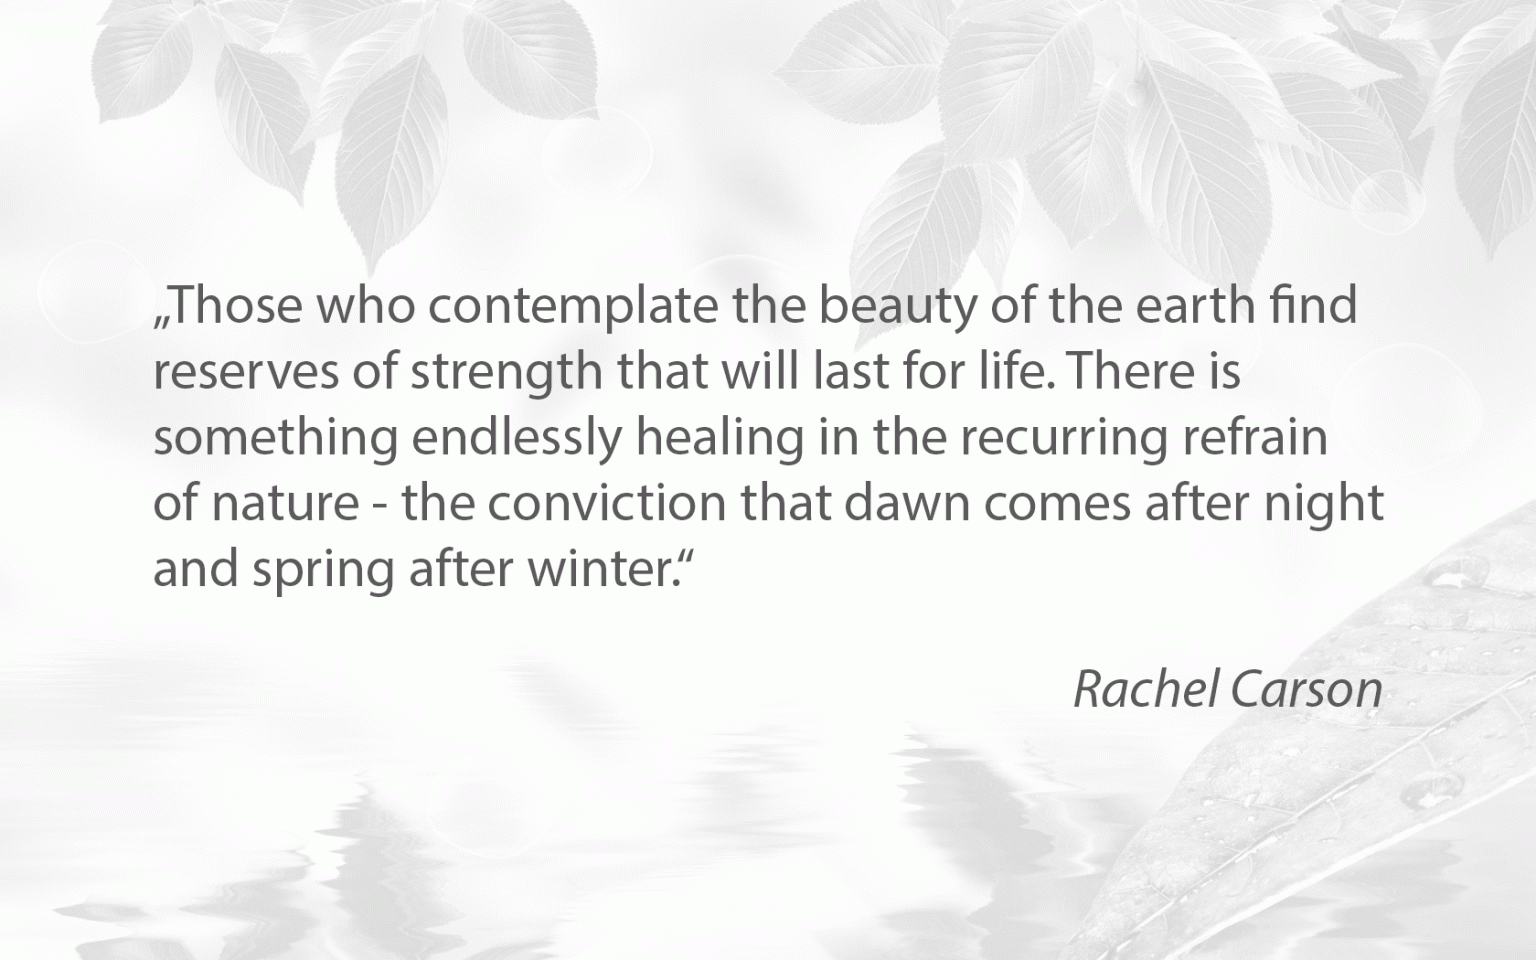 „Those who contemplate the beauty of the earth find
reserves of strength that will last for life. There is
something endlessly healing in the recurring refrain
of nature - the conviction that dawn comes after night
and spring after winter.“
Rachel Carson